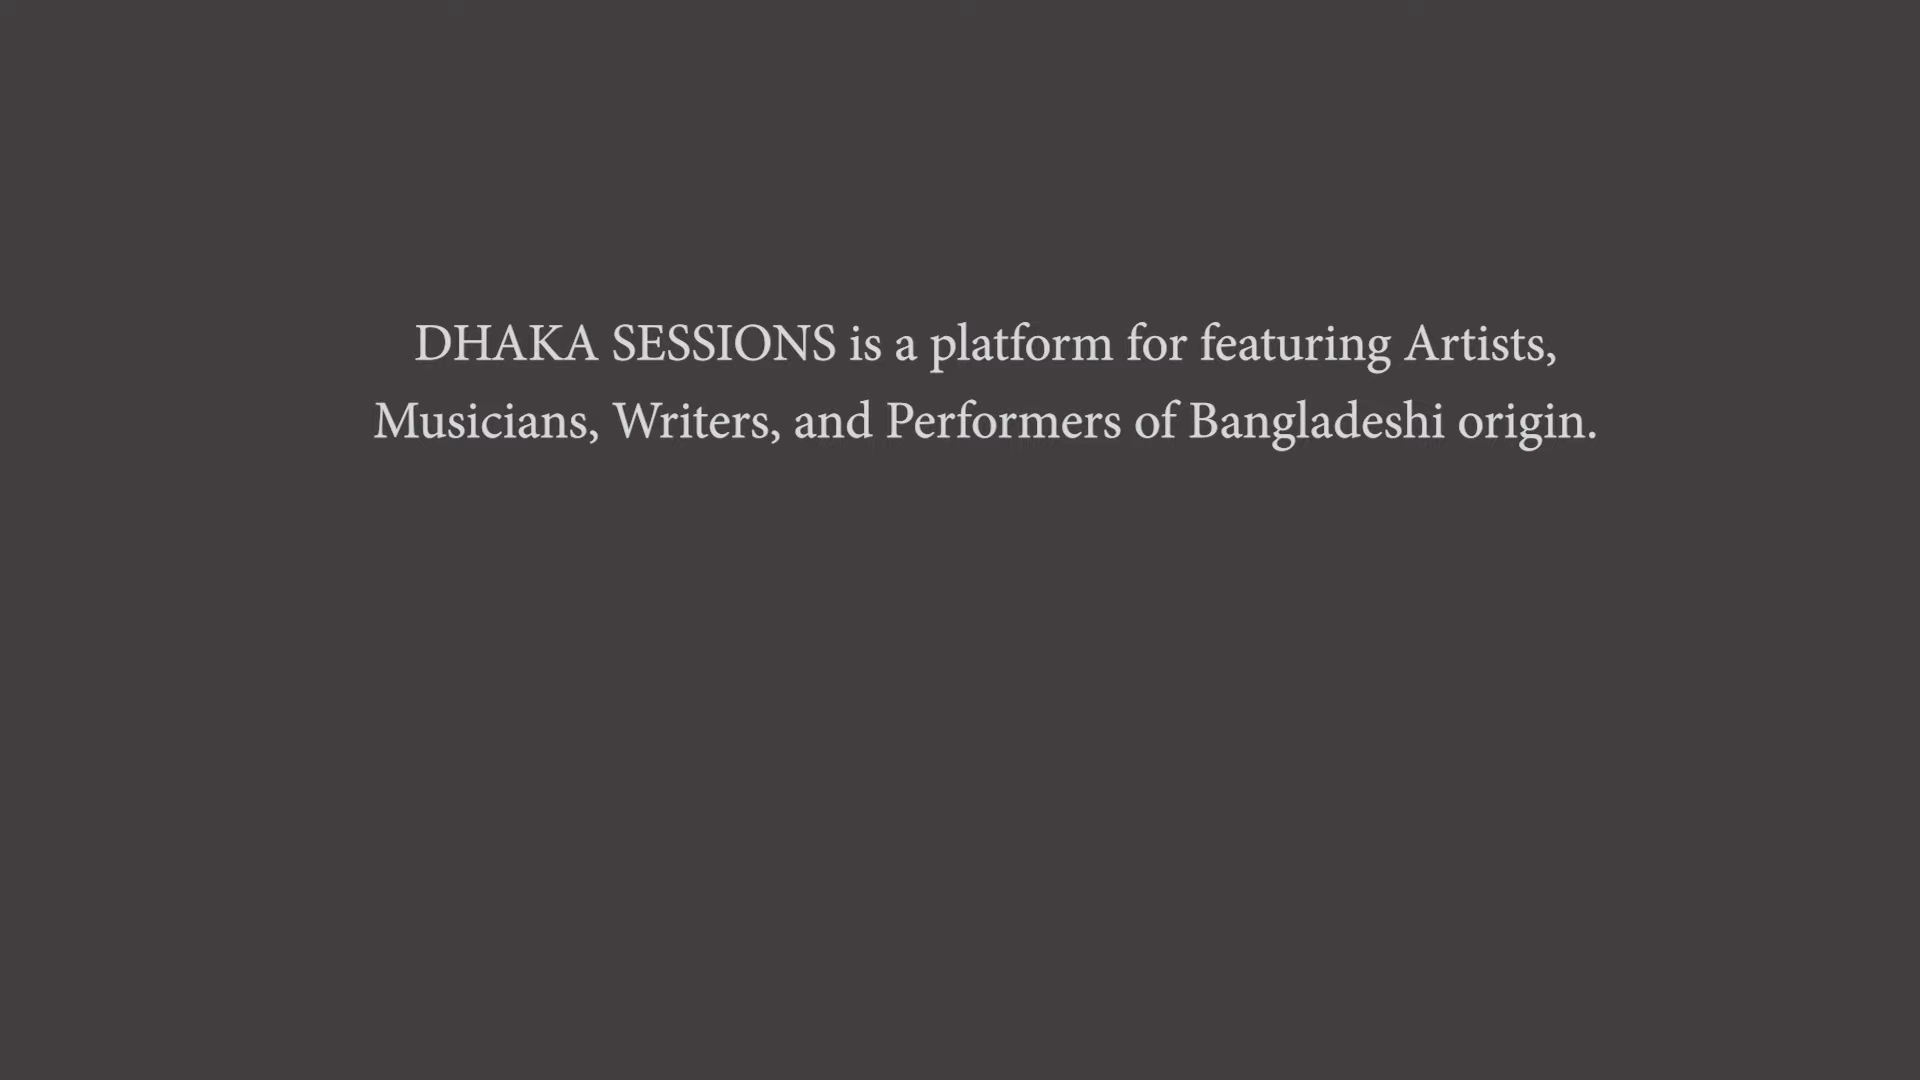 DHAKA SESSIONS is a platform for featuring Artists,
Musicians, Writers, and Performers of Bangladeshi origin.